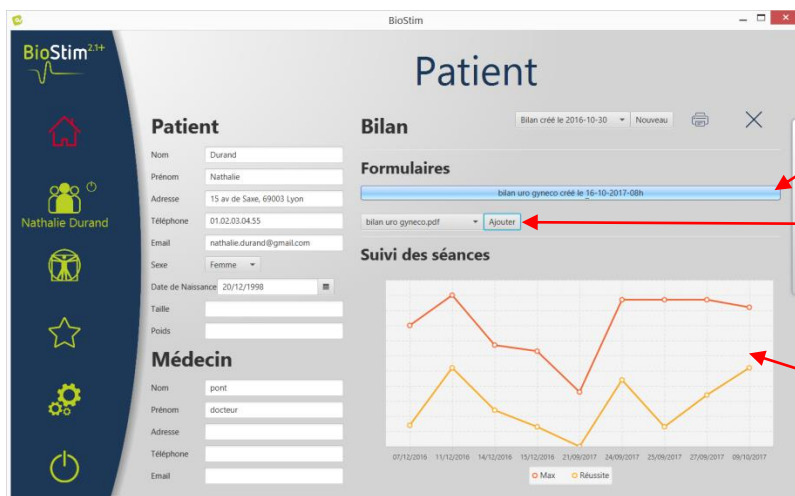 BioStim
BioStim 2.1+
Patient
Nathalie Durand
Patient
Nom Durand
Prénom Nathalie
Adresse 15 av de Saxe, 69003 Lyon
Téléphone 01.02.03.04.55
Email nathalie.durand@gmail.com
Sexe Femme
Date de Naissance 20/12/1998
Taille
Poids
Médecin
Nom pont
Prénom docteur
Adresse
Téléphone
Email
Bilan
Bilan créé le 2016-10-30 Nouveau
Formulaires
bilan uro gyneco créé le 16-10-2017-08h
bilan uro gyneco.pdf Ajouter
Suivi des séances
07/12/2016 11/12/2016 14/12/2016 15/12/2016 21/09/2017 24/09/2017 25/09/2017 27/09/2017 09/10/2017
Max Réussite